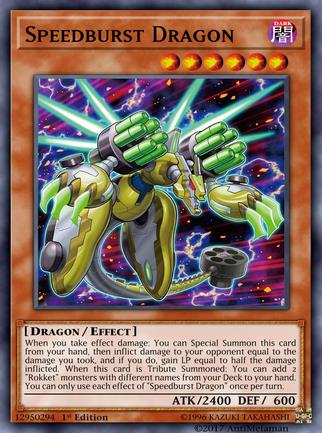 SPEEDBURST DRAGON
DARK
闇
[DRAGON / EFFECT]
When you take effect damage: You can Special Summon this
card from your hand, then inflict damage to your opponent equal to the
damage you took, and if you do, gain LP equal to half the damage
inflicted. When this card is Tribute Summoned: You can add 2
"Rokket" monsters with different names from your Deck to your hand.
You can only use each effect of "Speedburst Dragon" once per turn.
ATK/2400 DEF/ 600
12950294 1st Edition ©1996 KAZUKI TAKAHASHI
©2017 AntiMetaman